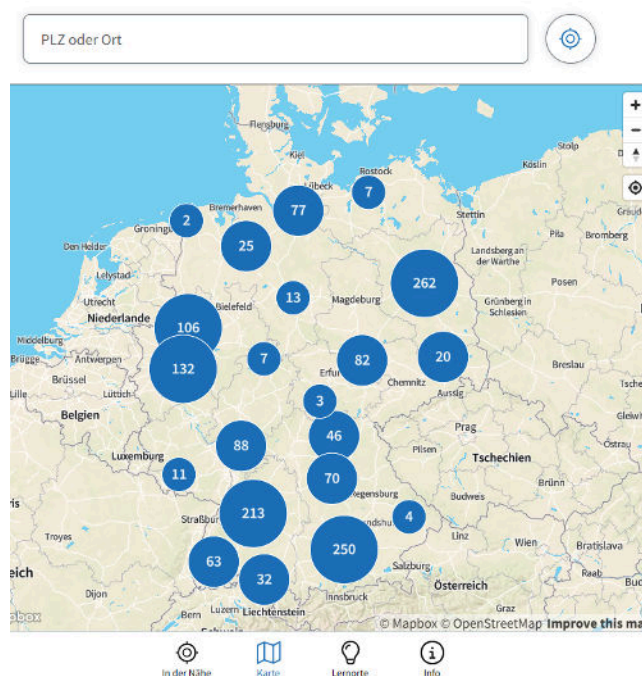 PLZ oder Ort
Flensburg
Stolp
Kiel
Köslin
Rostock
Lübeck
7
77
Bremerhaven
2
Groningen
Stettin
Pila
Bromberg
Den Helder
25
Landsberg an
der Warthe
Lelystad
262
Utrecht
13
Posen
Niederlande
Bielefeld
Magdeburg
Grünberg in
Schlesien
106
Middelburg
Brügge
Antwerpen
132
7
82
20
Breslau
Erfur
Chemnitz
Brüssel
Lüttich
Lille
Aussig
3
Belgien
46
Prag
88
Pilsen
Ostrau
Luxemburg
Tschechien
11
70
Brünn
Regensburg
Budweis
213
4
Straßbur
Troyes
Linz
Wien
Bratislava
250
63
32
Salzburg
Raab
Dijon
Innsbruck
Österreich
Bern
Luzern
Liechtenstein
Graz
© Mapbox © OpenStreetMap Improve this ma
In der Nähe
Karte
Lernorte
Info